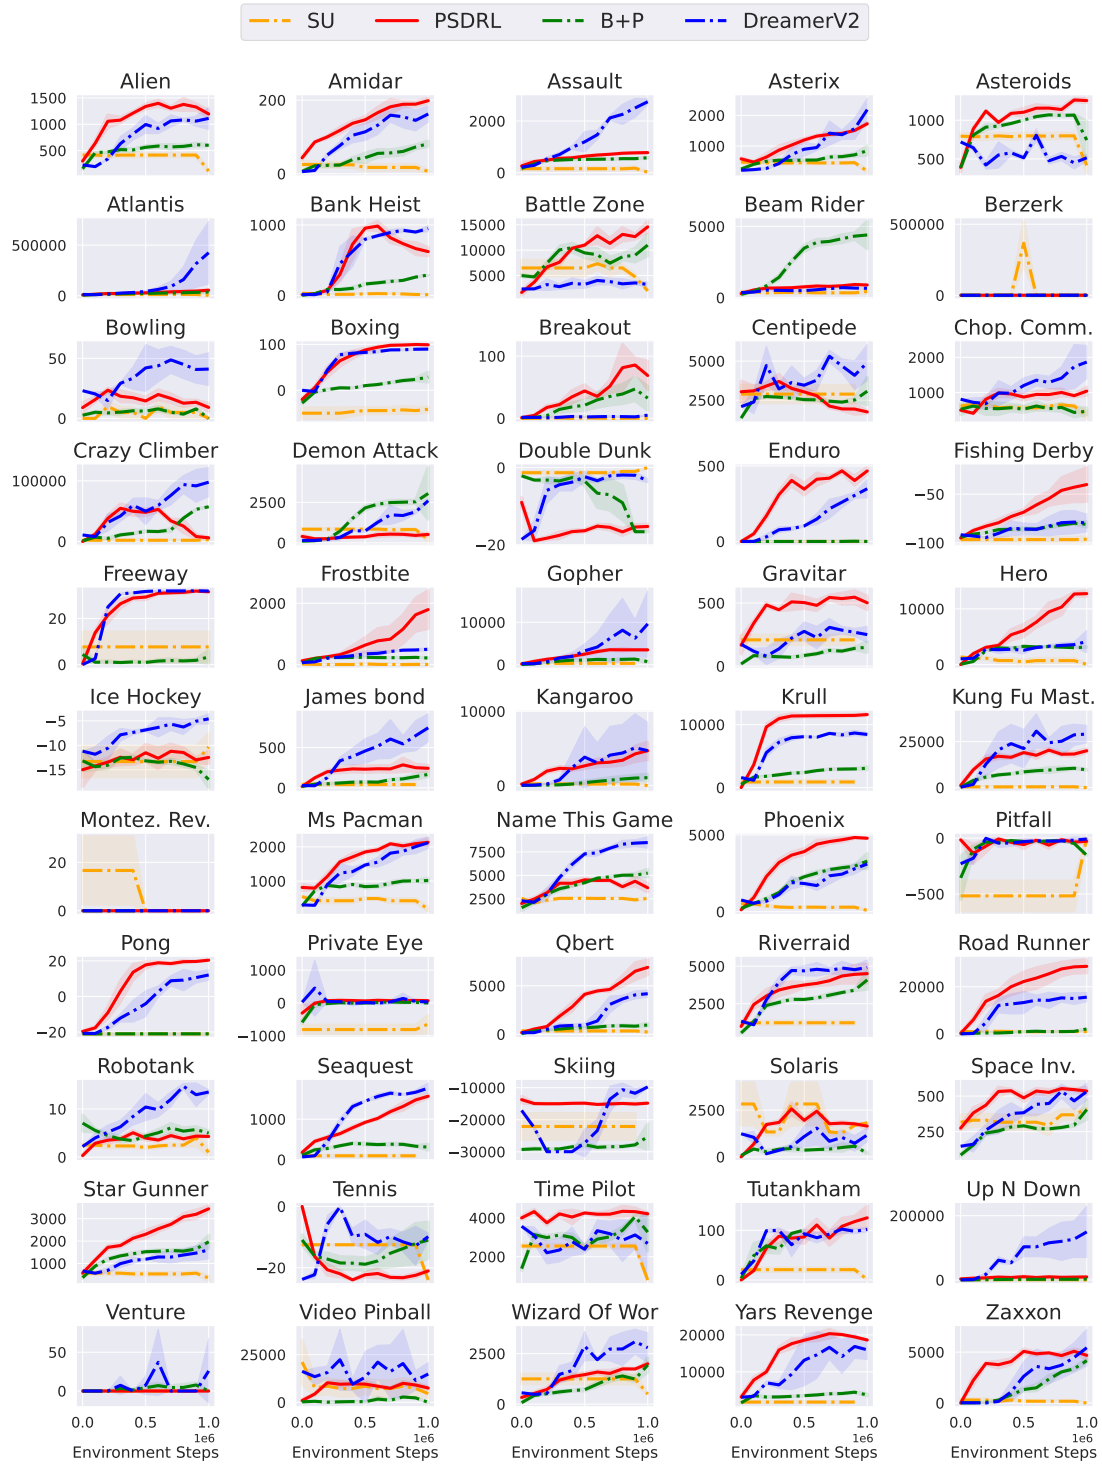 SU PSDRL B+P DreamerV2
Alien Amidar Assault Asterix Asteroids
1500 1000 500
200 100 0
2000 0
2000 1000
1000 500
Atlantis Bank Heist Battle Zone Beam Rider Berzerk
500000 0
1000 0
15000 10000 5000
5000 0
500000 0
Bowling Boxing Breakout Centipede Chop. Comm.
50 0
100 0
100 0
5000 2500
2000 1000 0
Crazy Climber Demon Attack Double Dunk Enduro Fishing Derby
100000 0
2500 0
0 −20
500 0
−50 −100
Freeway Frostbite Gopher Gravitar Hero
20 0
2000 0
10000 0
500 0
10000 0
Ice Hockey James bond Kangaroo Krull Kung Fu Mast.
−5 −10 −15
500 0
10000 0
10000 0
25000 0
Montez. Rev. Ms Pacman Name This Game Phoenix Pitfall
20 0
2000 1000
7500 5000 2500
5000 0
0 −500
Pong Private Eye Qbert Riverraid Road Runner
20 0 −20
1000 0 −1000
5000 0
5000 2500 0
20000 0
Robotank Seaquest Skiing Solaris Space Inv.
10 0
1000 0
−10000 −20000 −30000
2500 0
500 250
Star Gunner Tennis Time Pilot Tutankham Up N Down
3000 2000 1000
0 −20
4000 2000
100 0
200000 0
Venture Video Pinball Wizard Of Wor Yars Revenge Zaxxon
50 0
25000 0
2500 0
20000 10000 0
5000 0
0.0 0.5 1.0 0.0 0.5 1.0 0.0 0.5 1.0 0.0 0.5 1.0 0.0 0.5 1.0
1e6 1e6 1e6 1e6 1e6
Environment Steps Environment Steps Environment Steps Environment Steps Environment Steps